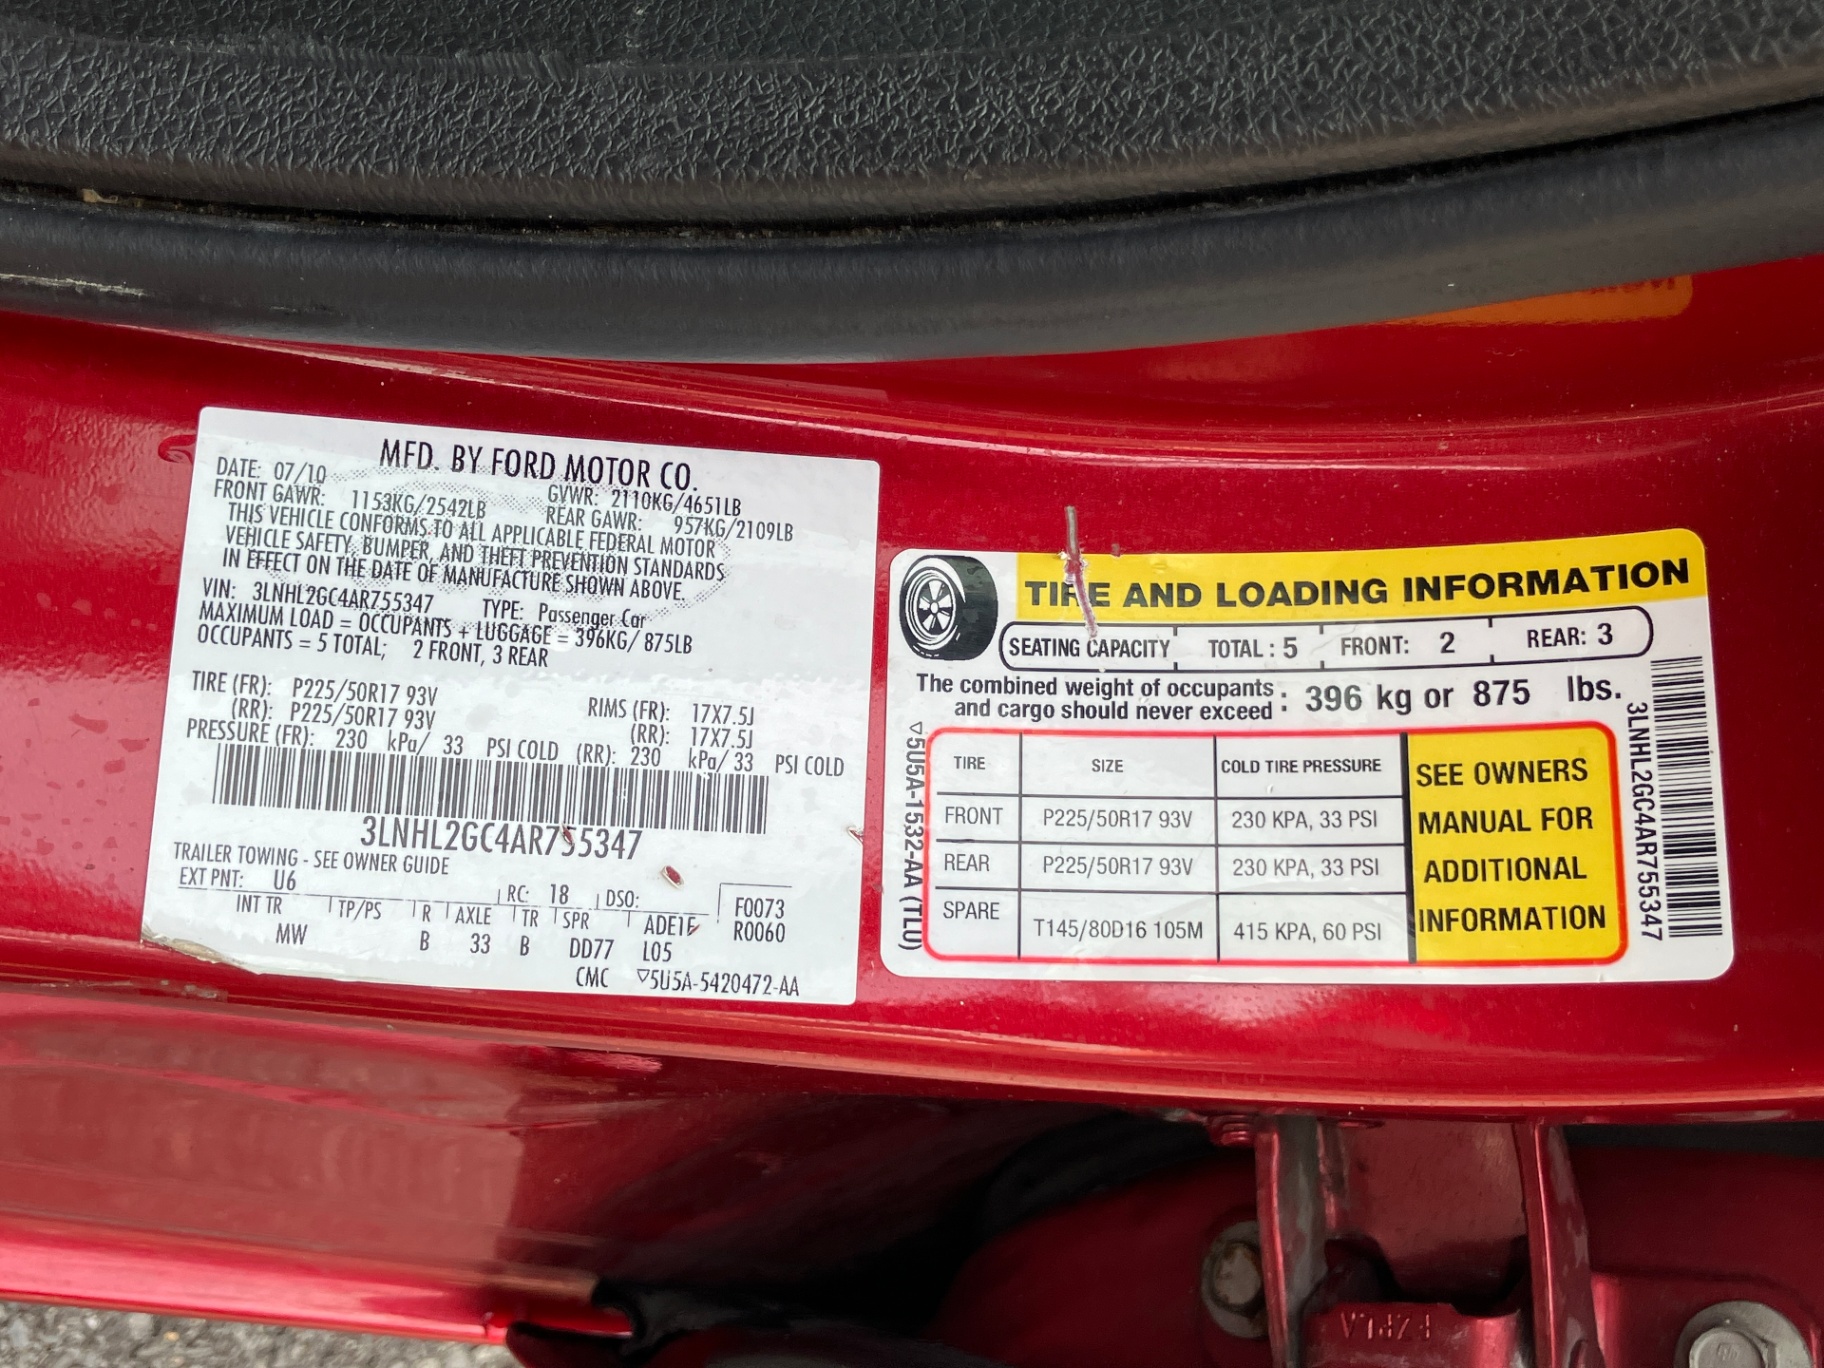 MFD. BY FORD MOTOR CO.
DATE: 07/10 GVWR: 2110KG/4651LB
FRONT GAWR: 1153KG/2542LB REAR GAWR: 957KG/2109LB
THIS VEHICLE CONFORMS TO ALL APPLICABLE FEDERAL MOTOR
VEHICLE SAFETY, BUMPER, AND THEFT PREVENTION STANDARDS
IN EFFECT ON THE DATE OF MANUFACTURE SHOWN ABOVE.
VIN: 3LNHL2GC4AR755347 TYPE: Passenger Car
MAXIMUM LOAD = OCCUPANTS + LUGGAGE = 396KG/ 875LB
OCCUPANTS = 5 TOTAL; 2 FRONT, 3 REAR
TIRE (FR): P225/50R17 93V RIMS (FR): 17X7.5J
(RR): P225/50R17 93V (RR): 17X7.5J
PRESSURE (FR): 230 kPa/ 33 PSI COLD (RR): 230 kPa/ 33 PSI COLD
3LNHL2GC4AR755347
TRAILER TOWING - SEE OWNER GUIDE
EXT PNT: U6 RC: 18 DSO: F0073
INT TR TP/PS R AXLE TR SPR ADE1F R0060
MW B 33 B DD77 L05
CMC ▽5U5A-5420472-AA
TIRE AND LOADING INFORMATION
SEATING CAPACITY TOTAL : 5 FRONT: 2 REAR: 3
The combined weight of occupants
and cargo should never exceed : 396 kg or 875 lbs.
TIRE SIZE COLD TIRE PRESSURE
FRONT P225/50R17 93V 230 KPA, 33 PSI
REAR P225/50R17 93V 230 KPA, 33 PSI
SPARE T145/80D16 105M 415 KPA, 60 PSI
SEE OWNERS
MANUAL FOR
ADDITIONAL
INFORMATION
▽5U5A-1532-AA (TLU)
3LNHL2GC4AR755347